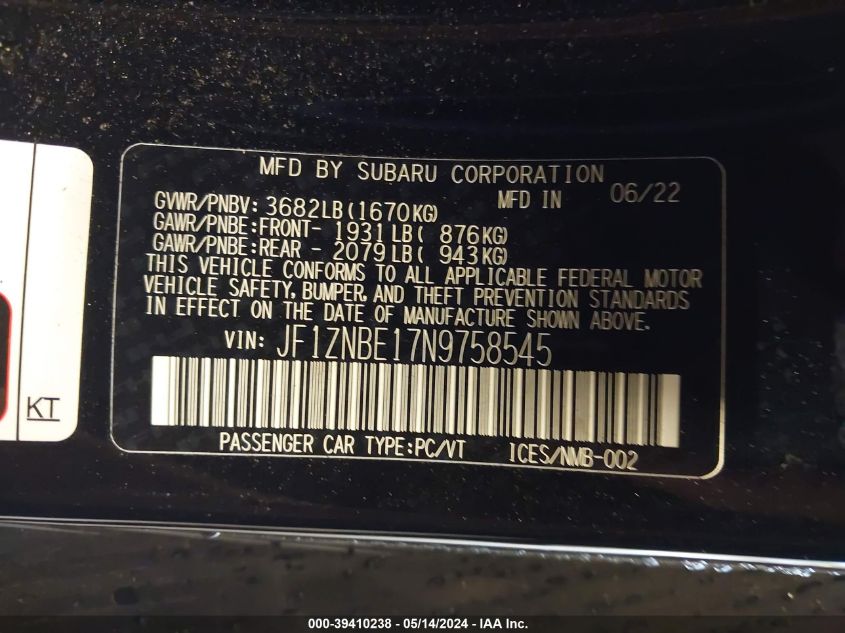 MFD BY SUBARU CORPORATION
MFD IN 06/22
GVWR/PNBV: 3682LB(1670KG)
GAWR/PNBE:FRONT- 1931LB( 876KG)
GAWR/PNBE:REAR - 2079LB( 943KG)
THIS VEHICLE CONFORMS TO ALL APPLICABLE FEDERAL MOTOR
VEHICLE SAFETY, BUMPER, AND THEFT PREVENTION STANDARDS
IN EFFECT ON THE DATE OF MANUFACTURE SHOWN ABOVE.
VIN: JF1ZNBE17N9758545
PASSENGER CAR TYPE:PC/VT ICES/NMB-002
KT
000-39410238 - 05/14/2024 - IAA Inc.